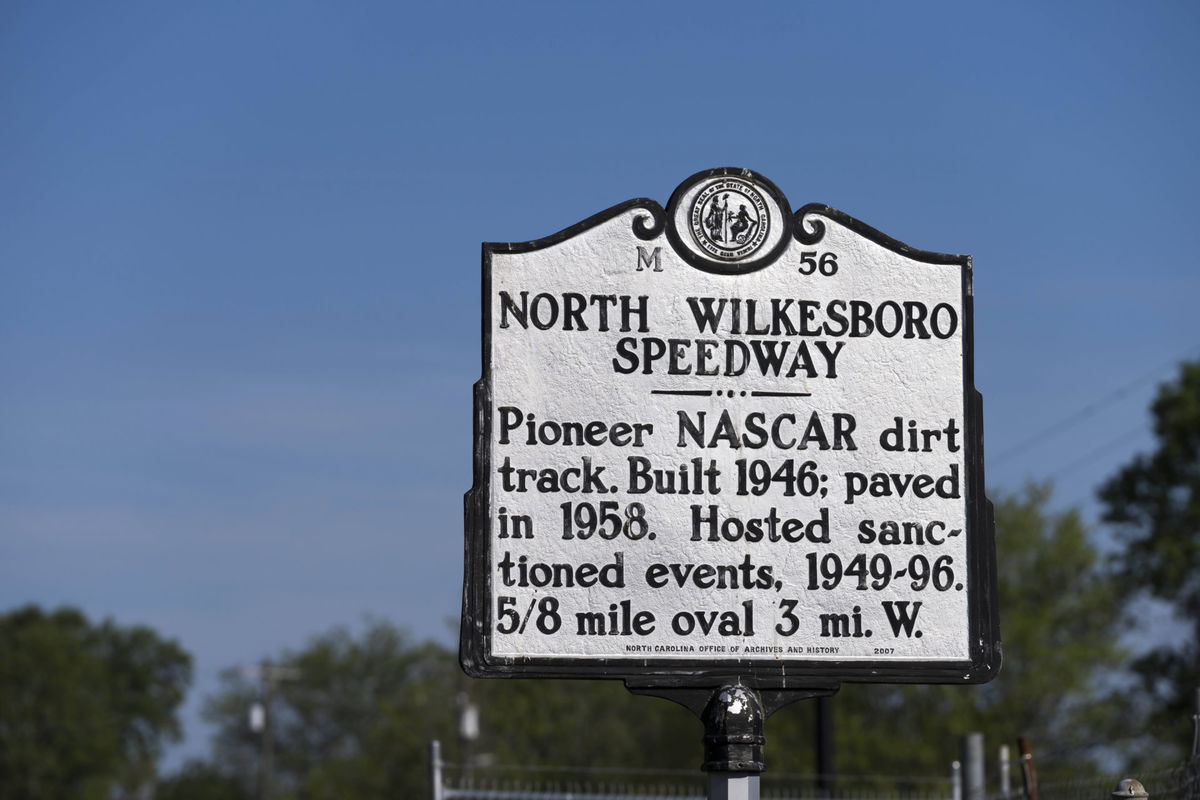 M 56
NORTH WILKESBORO
SPEEDWAY
Pioneer NASCAR dirt
track. Built 1946; paved
in 1958. Hosted sanc-
tioned events, 1949-96.
5/8 mile oval 3 mi. W.
NORTH CAROLINA OFFICE OF ARCHIVES AND HISTORY 2007